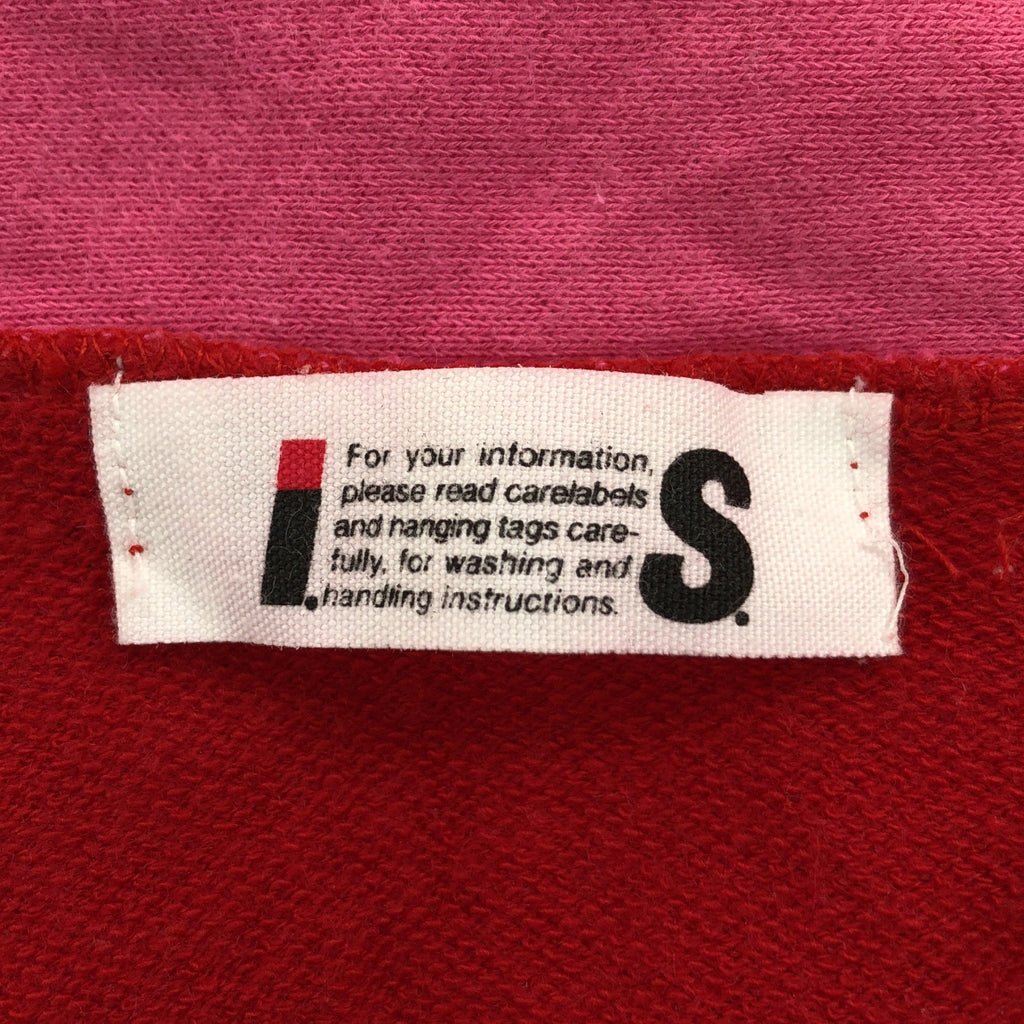 I.S.
For your information,
please read carelabels
and hanging tags care-
fully, for washing and
handling instructions.